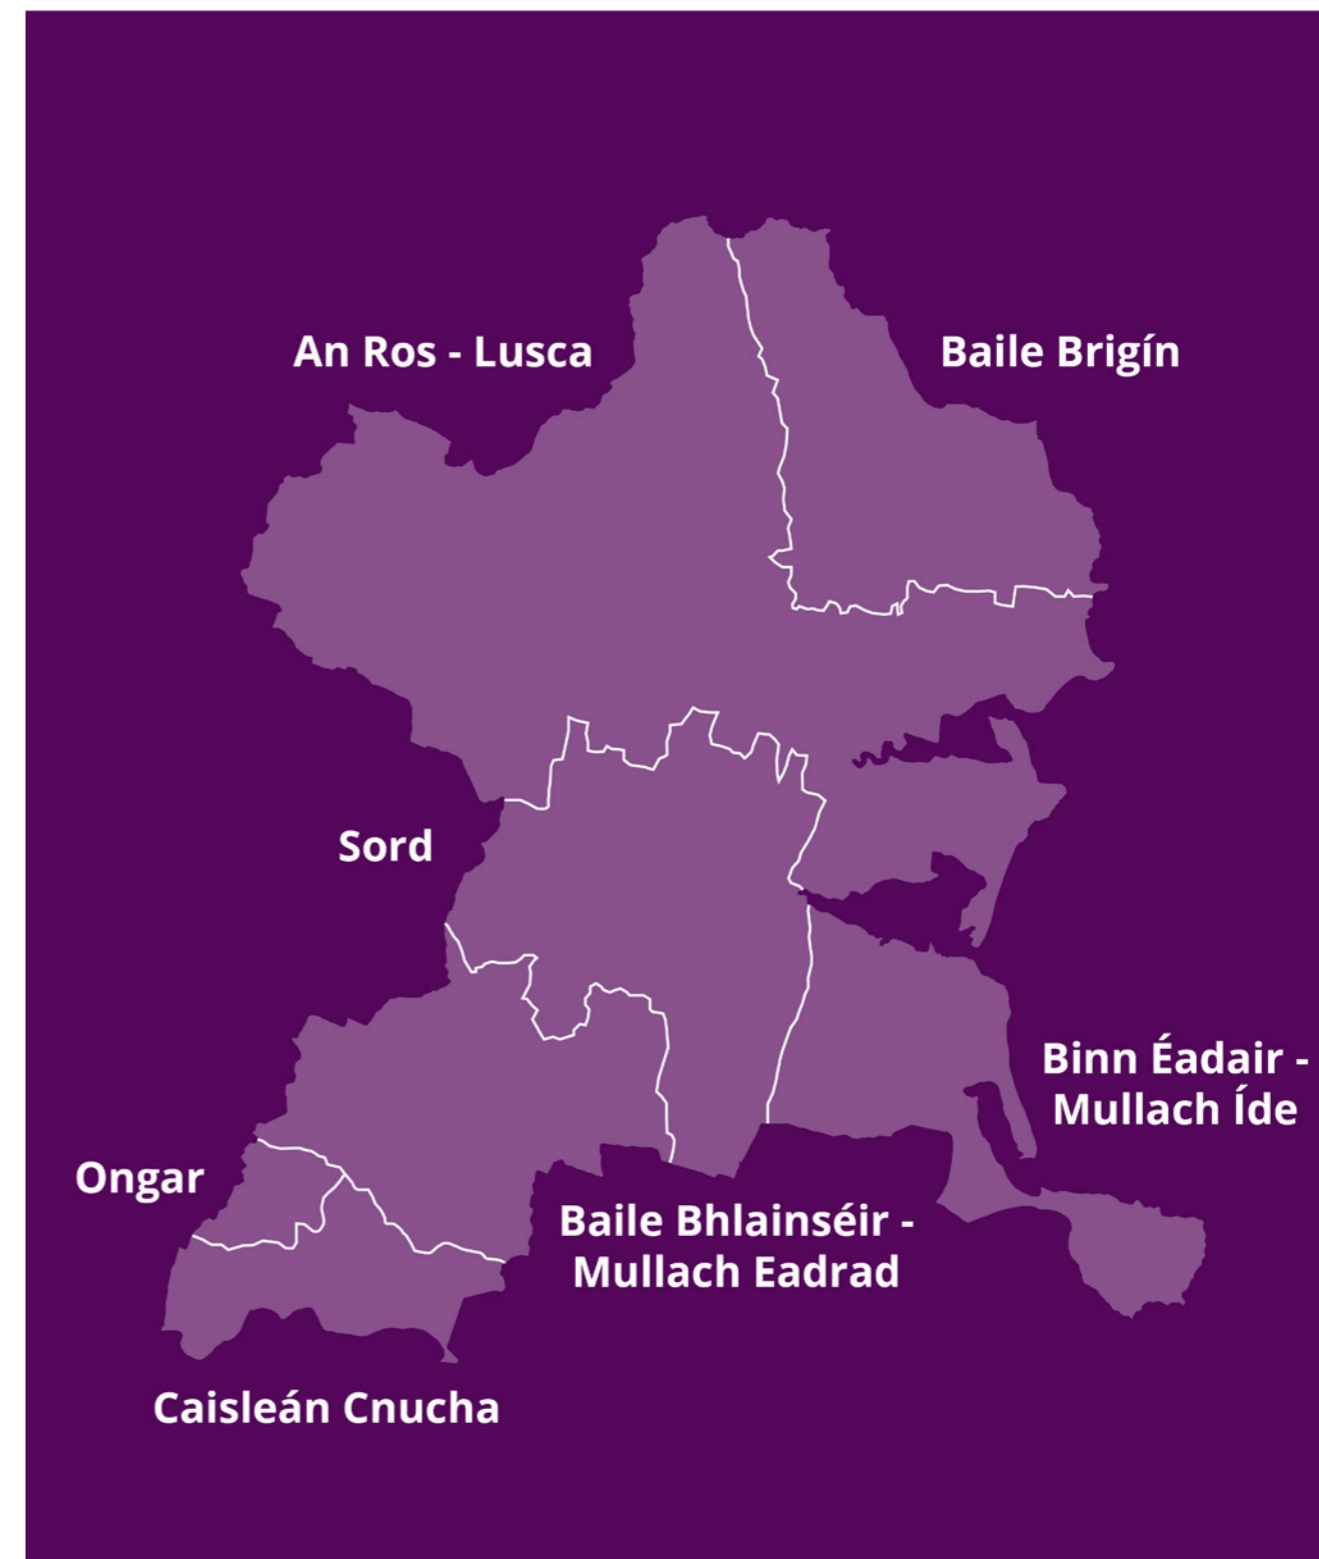 An Ros - Lusca
Baile Brigín
Sord
Binn Éadair -
Mullach Íde
Ongar
Baile Bhlainséir -
Mullach Eadrad
Caisleán Cnucha